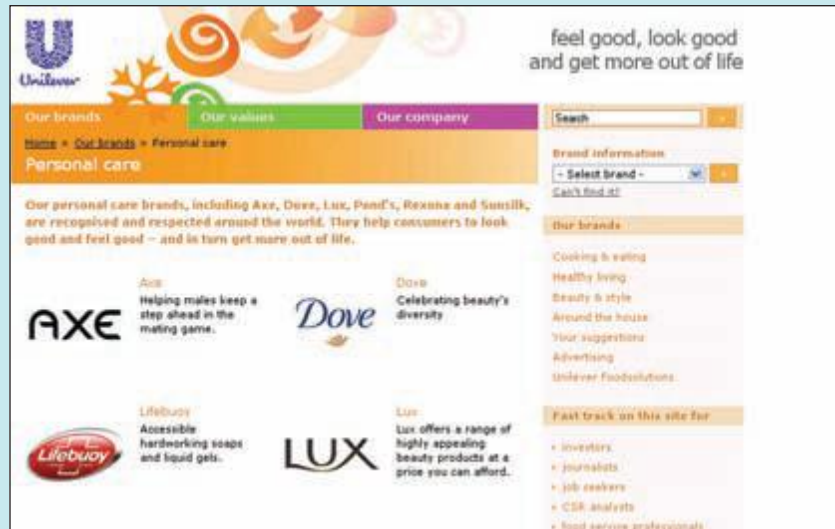 Unilever
feel good, look good
and get more out of life
Our brands
Our values
Our company
Search
Home » Our brands » Personal care
Personal care
Brand information
- Select brand -
Can't find it?
Our personal care brands, including Axe, Dove, Lux, Pond's, Rexona and Sunsilk,
are recognised and respected around the world. They help consumers to look
good and feel good – and in turn get more out of life.
AXE
Axe
Helping males keep a
step ahead in the
mating game.
Dove
Dove
Celebrating beauty's
diversity
Lifebuoy
Lifebuoy
Accessible
hardworking soaps
and liquid gels.
LUX
Lux
Lux offers a range of
highly appealing
beauty products at a
price you can afford.
Our brands
Cooking & eating
Healthy living
Beauty & style
Around the house
Your suggestions
Advertising
Unilever Foodsolutions
Fast track on this site for
investors
journalists
job seekers
CSR analysts
food service professionals